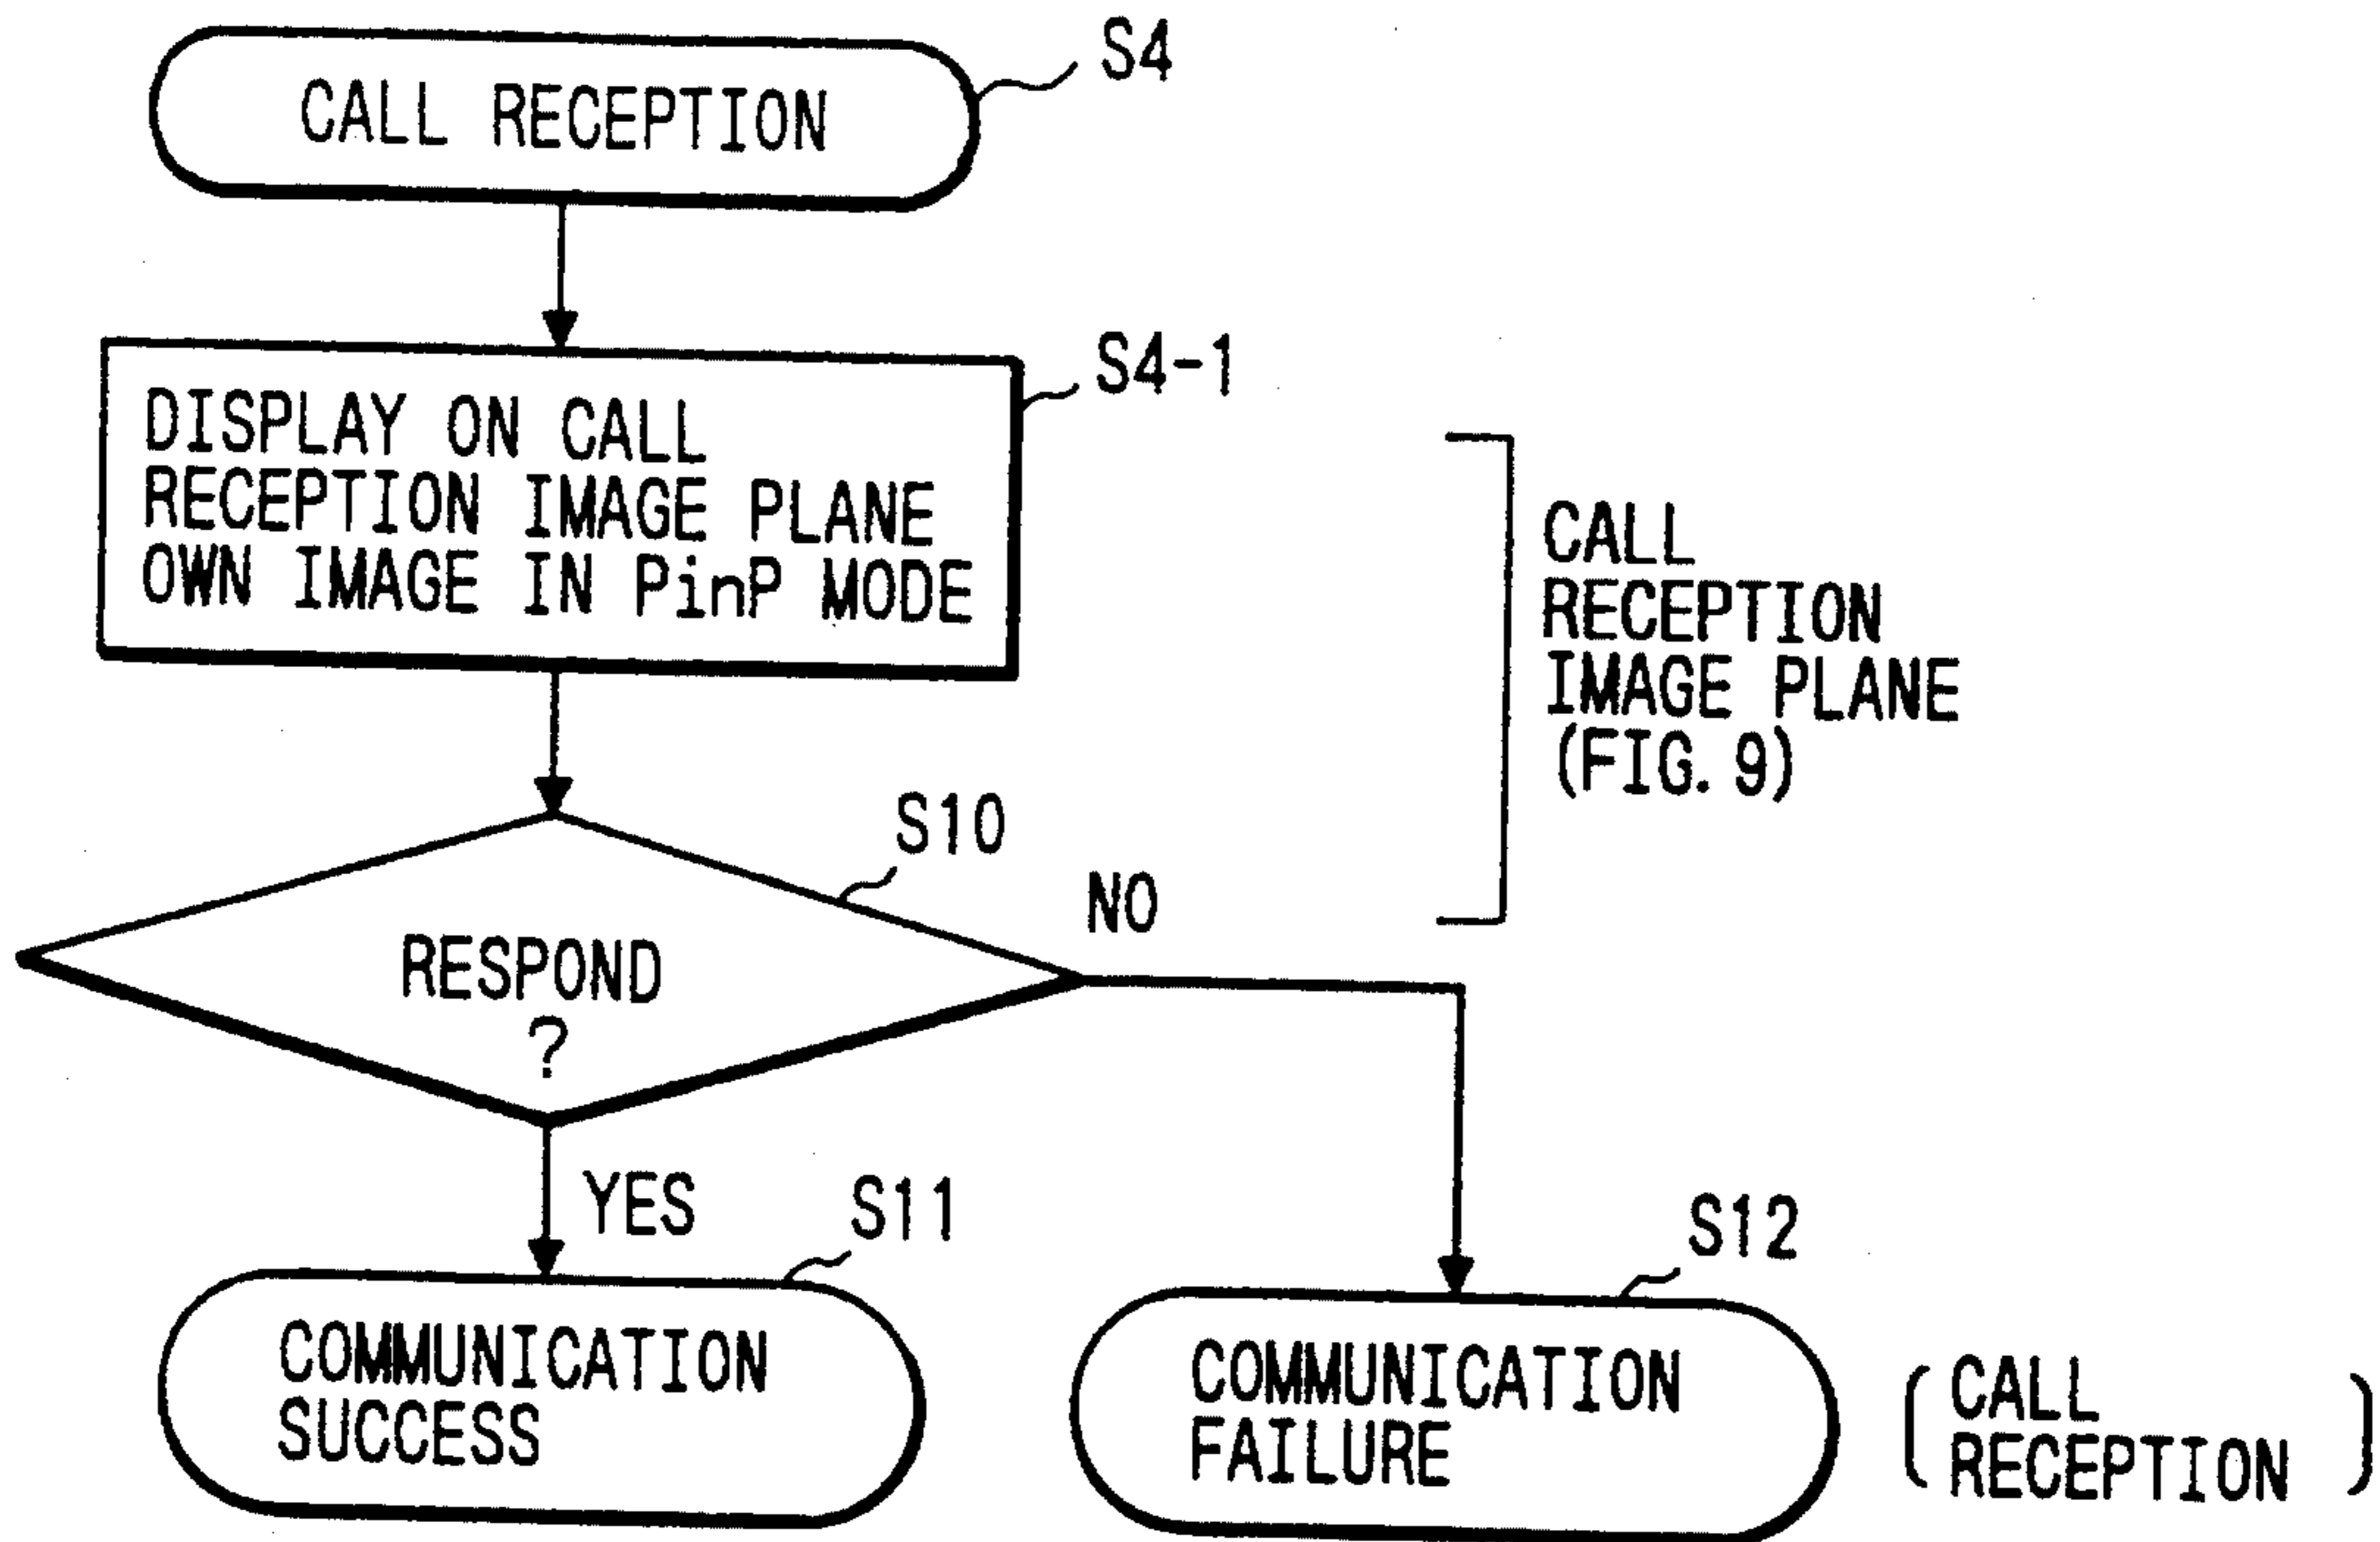 S4
CALL RECEPTION
S4-1
DISPLAY ON CALL
RECEPTION IMAGE PLANE
OWN IMAGE IN PinP MODE
CALL
RECEPTION
IMAGE PLANE
(FIG. 9)
S10
NO
RESPOND
?
YES
S11
S12
COMMUNICATION
SUCCESS
COMMUNICATION
FAILURE
(CALL
RECEPTION)